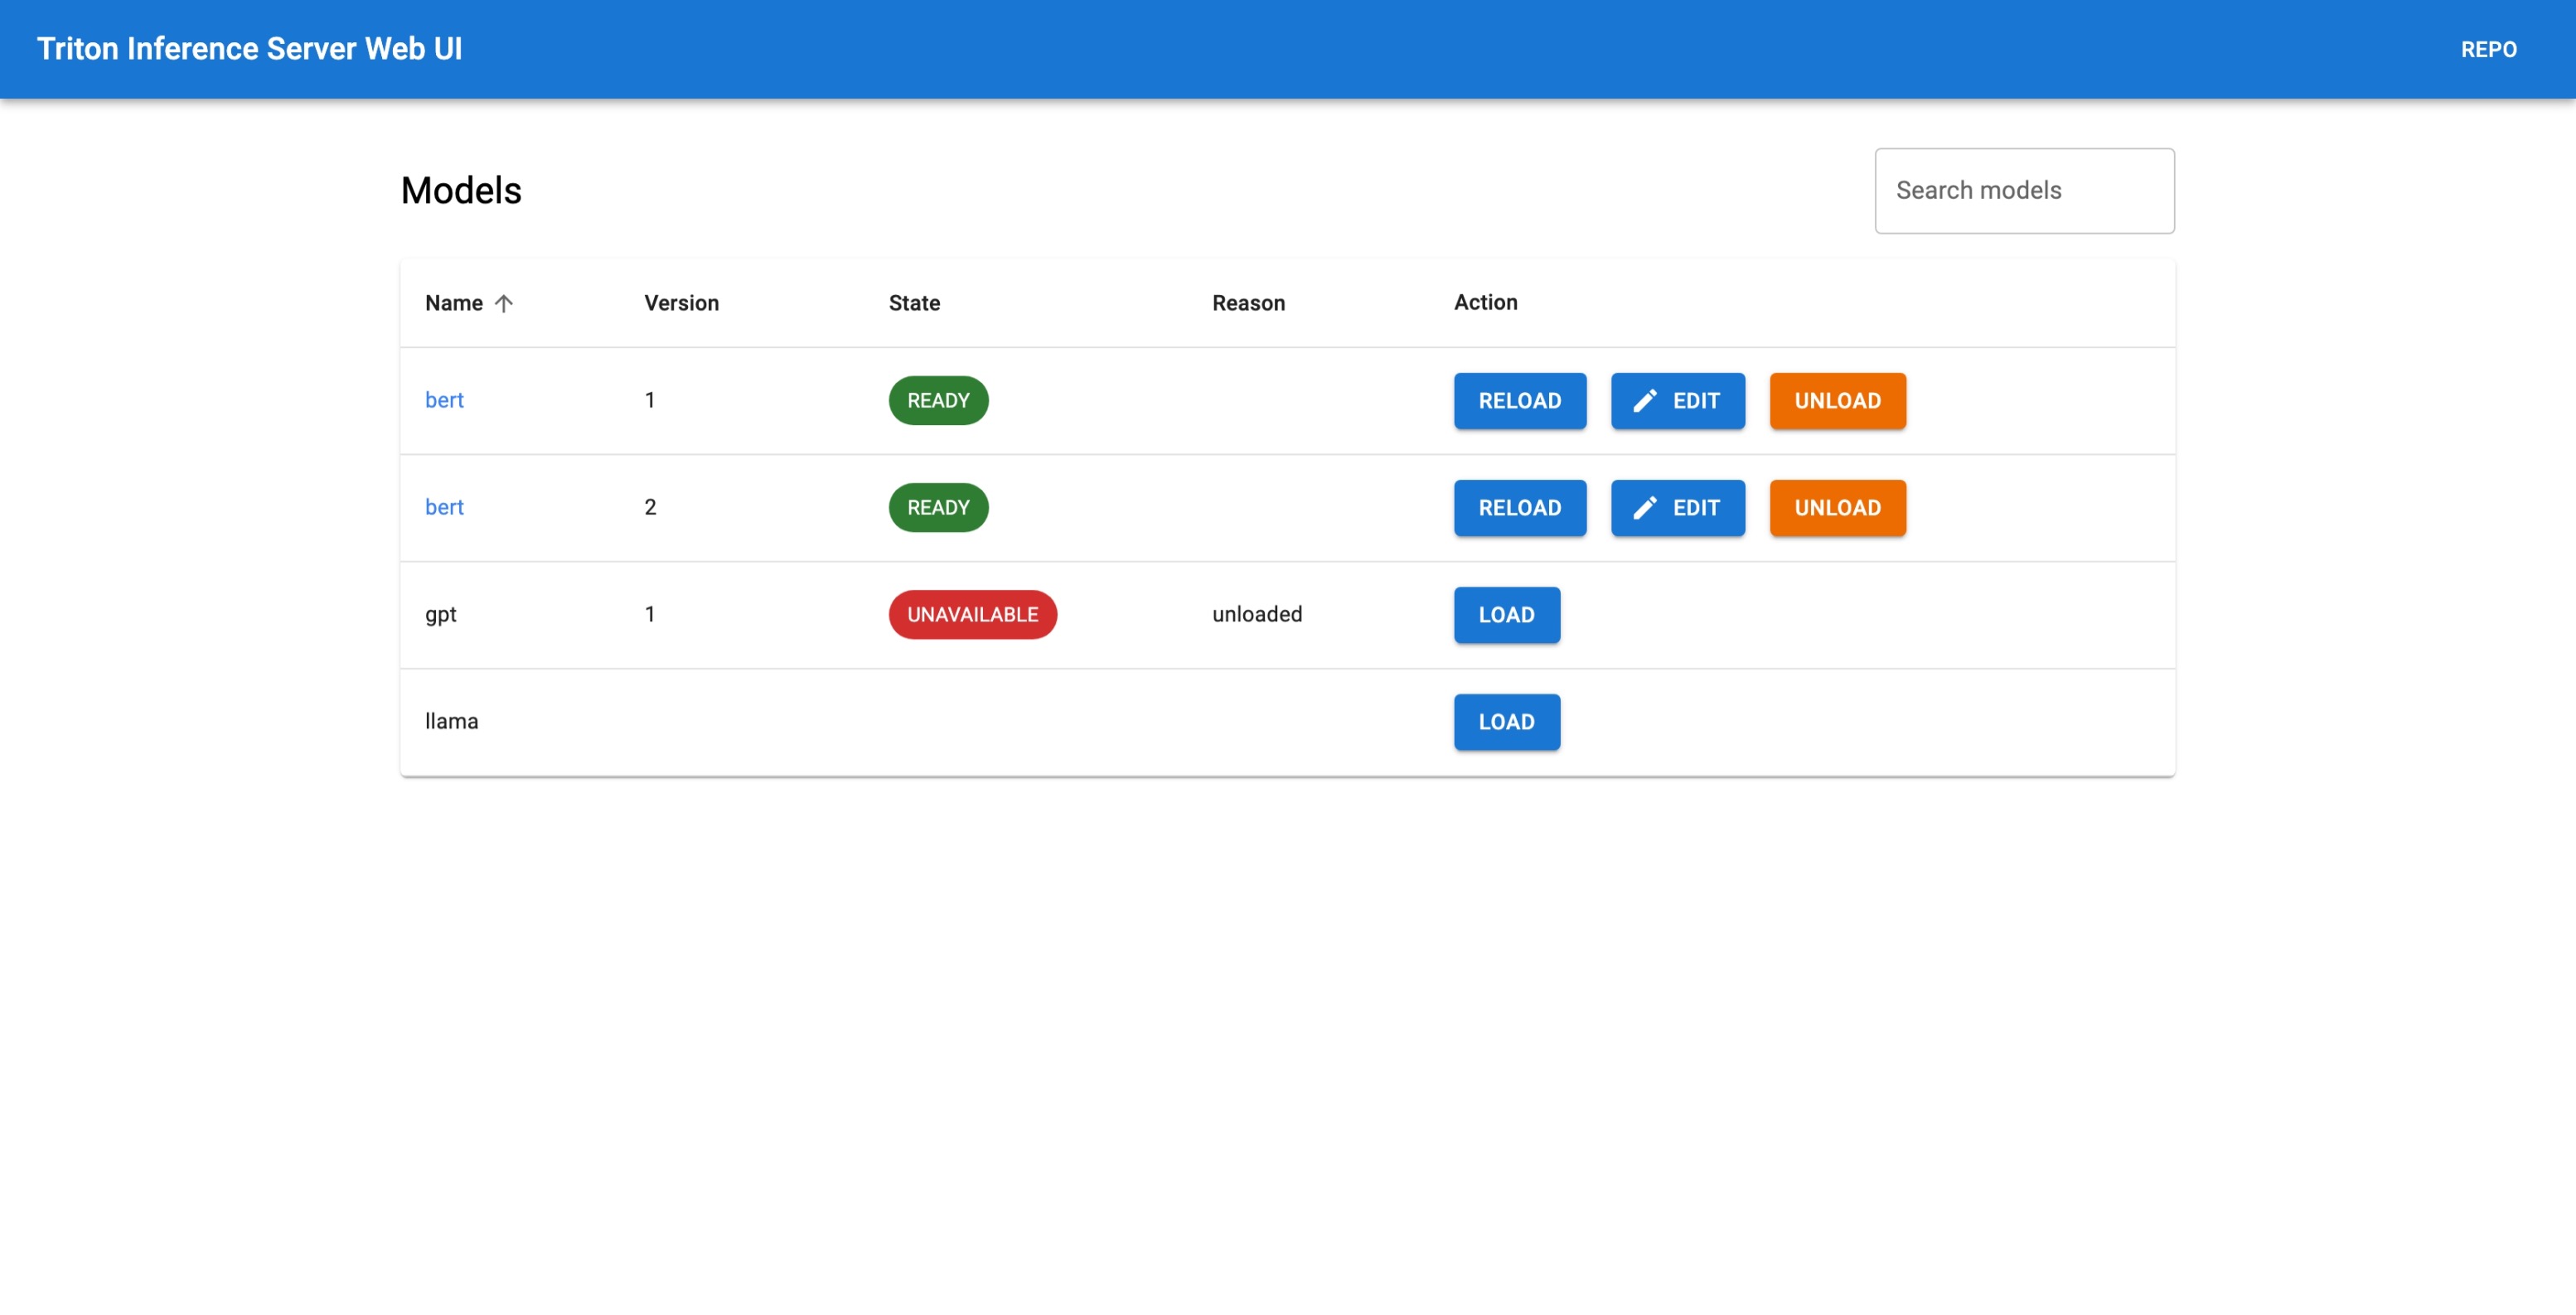 Triton Inference Server Web UI REPO
Models Search models
Name Version State Reason Action
bert 1 READY RELOAD EDIT UNLOAD
bert 2 READY RELOAD EDIT UNLOAD
gpt 1 UNAVAILABLE unloaded LOAD
llama LOAD